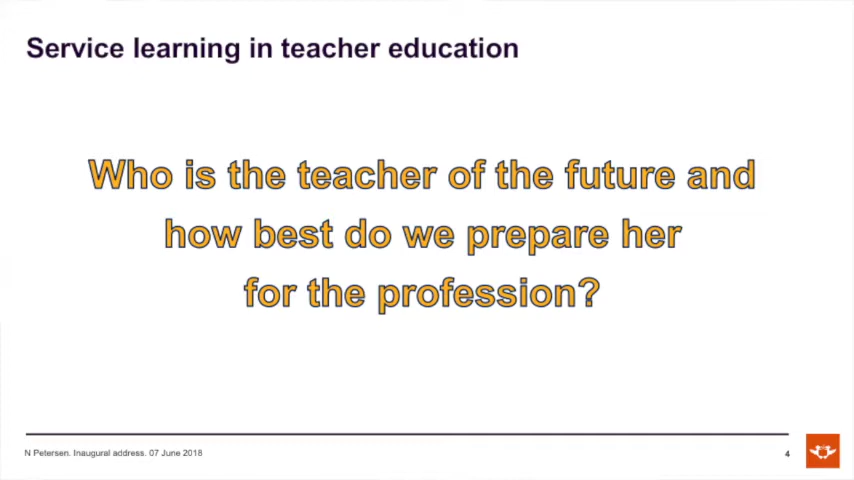 Service learning in teacher education
Who is the teacher of the future and
how best do we prepare her
for the profession?
N Petersen. Inaugural address. 07 June 2018
4